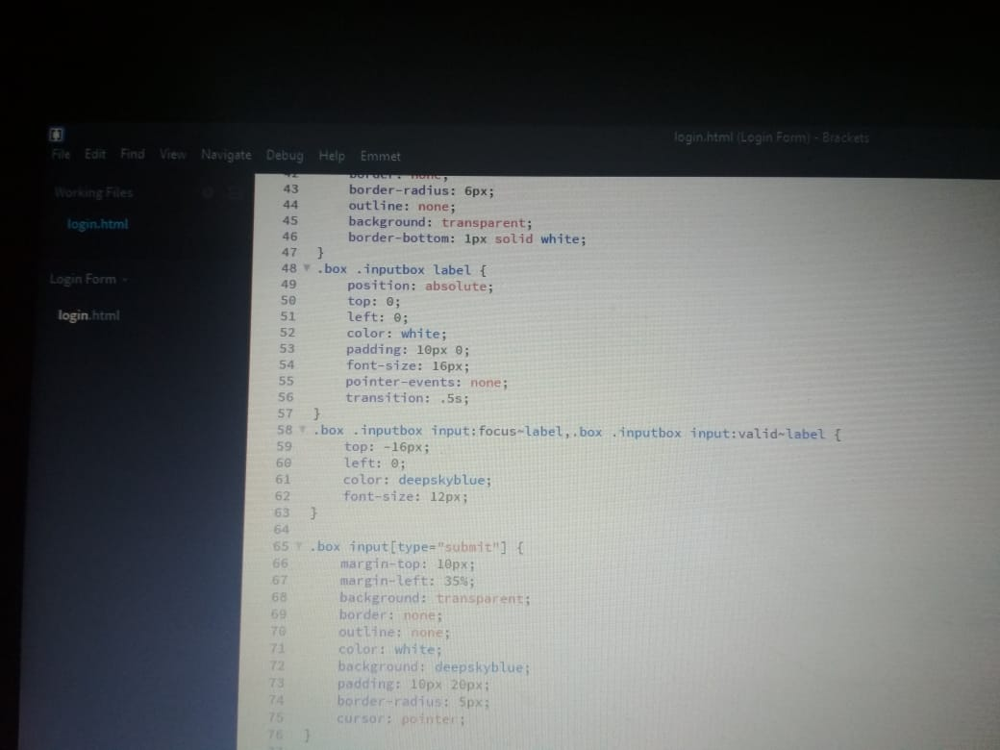 login.html (Login Form) - Brackets
File Edit Find View Navigate Debug Help Emmet
Working Files
login.html
Login Form
login.html
42 border: none;
43 border-radius: 6px;
44 outline: none;
45 background: transparent;
46 border-bottom: 1px solid white;
47 }
48 .box .inputbox label {
49 position: absolute;
50 top: 0;
51 left: 0;
52 color: white;
53 padding: 10px 0;
54 font-size: 16px;
55 pointer-events: none;
56 transition: .5s;
57 }
58 .box .inputbox input:focus~label,.box .inputbox input:valid~label {
59 top: -16px;
60 left: 0;
61 color: deepskyblue;
62 font-size: 12px;
63 }
64
65 .box input[type="submit"] {
66 margin-top: 10px;
67 margin-left: 35%;
68 background: transparent;
69 border: none;
70 outline: none;
71 color: white;
72 background: deepskyblue;
73 padding: 10px 20px;
74 border-radius: 5px;
75 cursor: pointer;
76 }